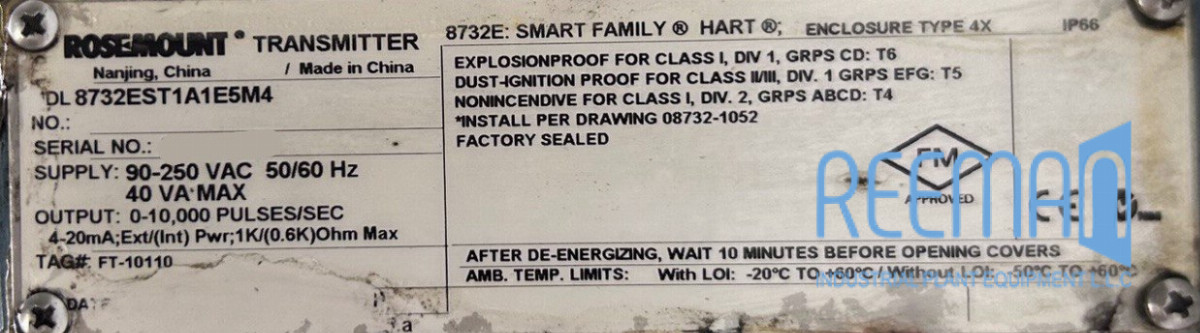 ROSEMOUNT® TRANSMITTER
Nanjing, China / Made in China
DL 8732EST1A1E5M4
NO.:
SERIAL NO.:
SUPPLY: 90-250 VAC 50/60 Hz
40 VA MAX
OUTPUT: 0-10,000 PULSES/SEC
4-20mA;Ext/(Int) Pwr;1K/(0.6K)Ohm Max
TAG# FT-10110
DATE
8732E: SMART FAMILY ® HART ®; ENCLOSURE TYPE 4X IP66
EXPLOSIONPROOF FOR CLASS I, DIV 1, GRPS CD: T6
DUST-IGNITION PROOF FOR CLASS II/III, DIV. 1 GRPS EFG: T5
NONINCENDIVE FOR CLASS I, DIV. 2, GRPS ABCD: T4
*INSTALL PER DRAWING 08732-1052
FACTORY SEALED
FM
APPROVED
CE
REEMAN
INDUSTRIAL PLANT EQUIPMENT L.L.C
AFTER DE-ENERGIZING, WAIT 10 MINUTES BEFORE OPENING COVERS
AMB. TEMP. LIMITS: With LOI: -20°C TO +60°C/ Without LOI: -50°C TO +60°C